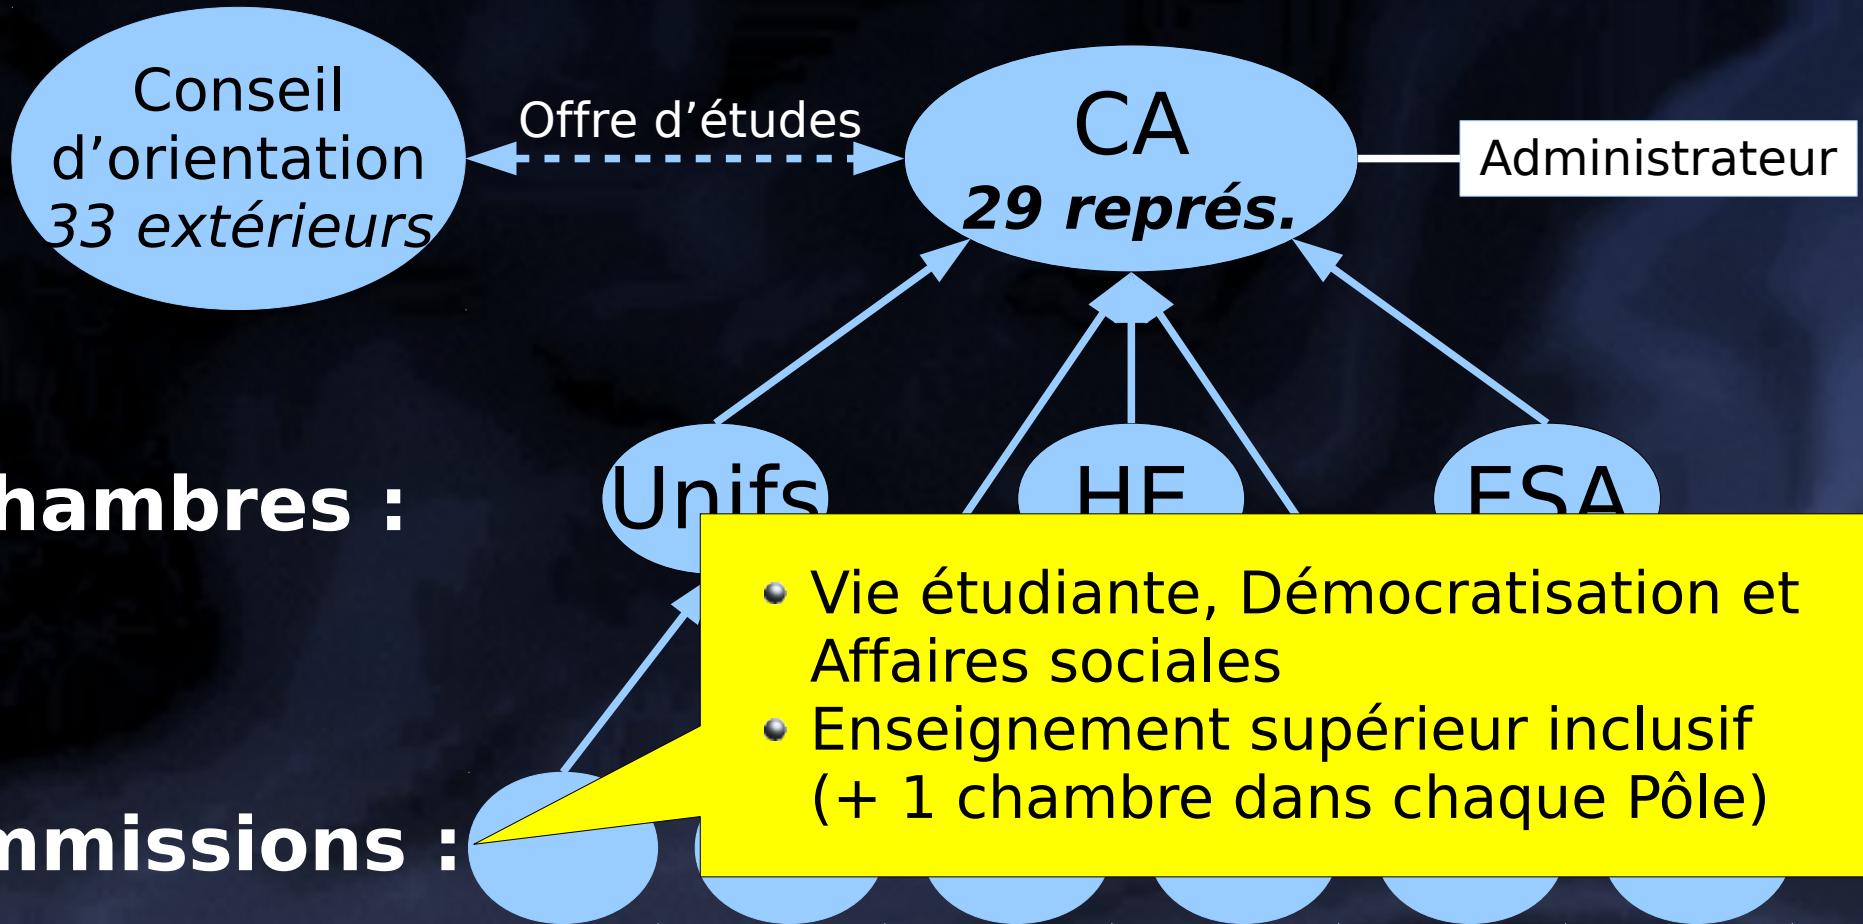 Conseil
d’orientation
33 extérieurs
Offre d’études
CA
29 représ.
Administrateur
hambres :
Unifs
HE
ESA
Vie étudiante, Démocratisation et
Affaires sociales
Enseignement supérieur inclusif
(+ 1 chambre dans chaque Pôle)
mmissions :